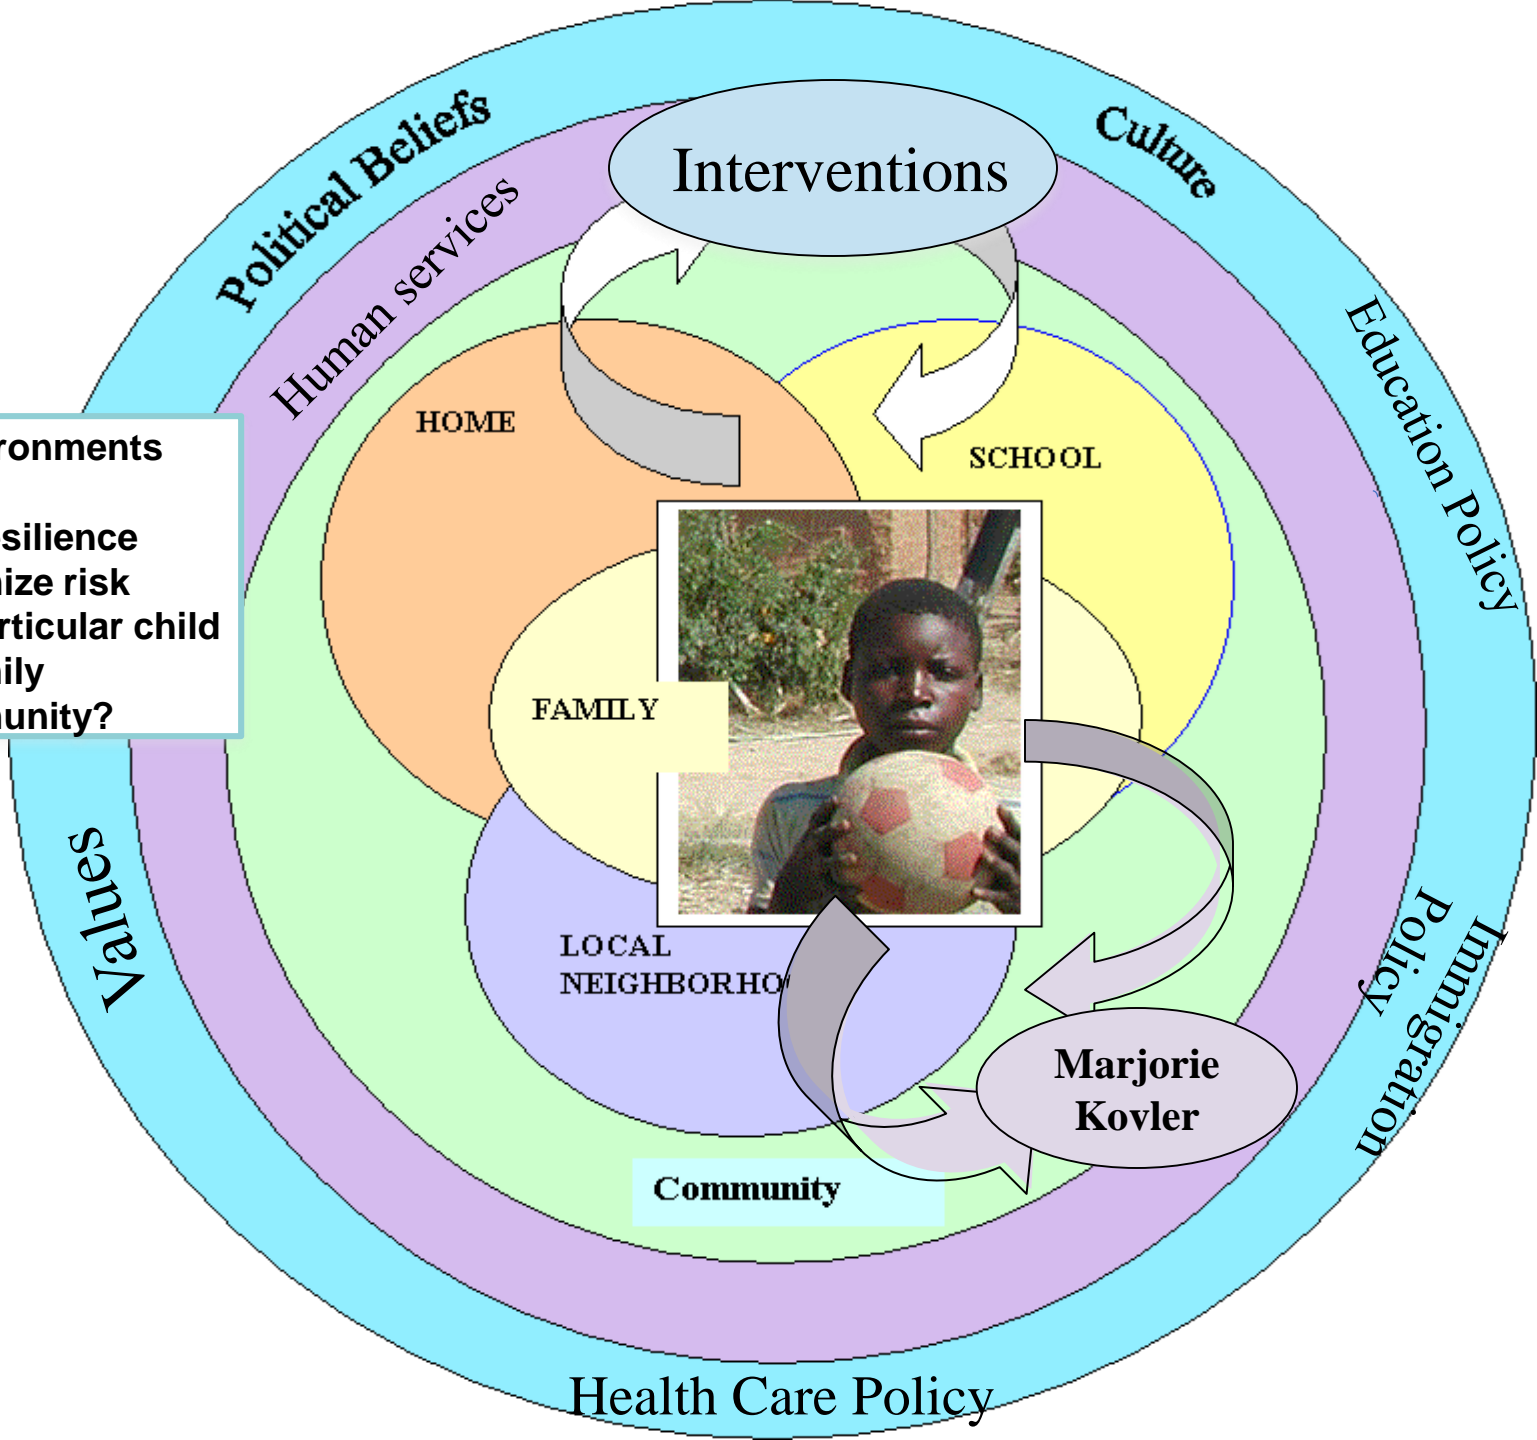 Political Beliefs
Culture
Interventions
Human services
Education Policy
HOME
SCHOOL
ronments
silience
ize risk
rticular child
ily
unity?
FAMILY
Values
LOCAL
NEIGHBORHO
Immigration
Policy
Marjorie
Kovler
Community
Health Care Policy